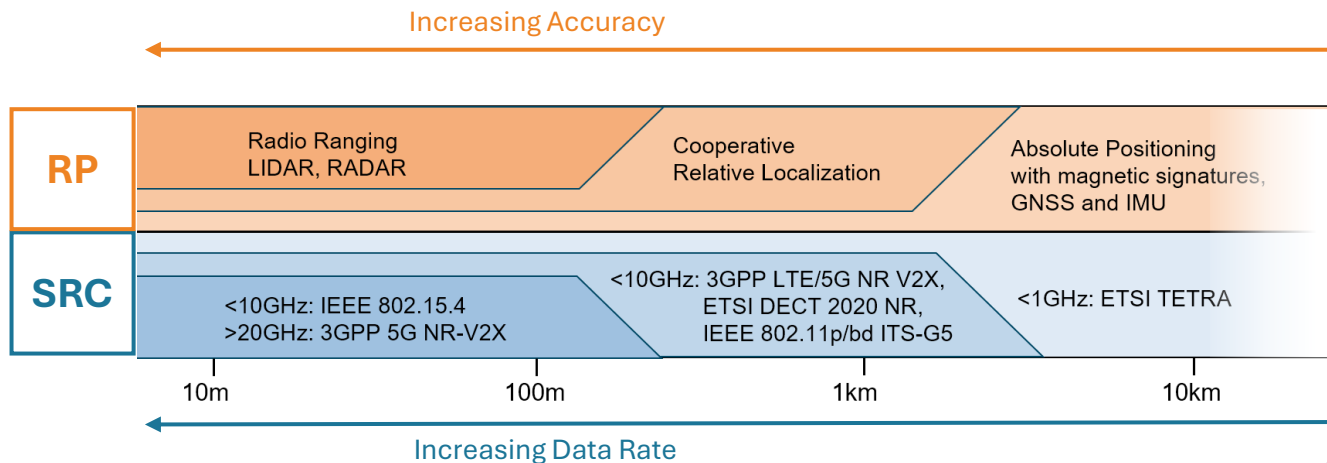 Increasing Accuracy
RP
Radio Ranging
LIDAR, RADAR
Cooperative
Relative Localization
Absolute Positioning
with magnetic signatures,
GNSS and IMU
SRC
<10GHz: IEEE 802.15.4
>20GHz: 3GPP 5G NR-V2X
<10GHz: 3GPP LTE/5G NR V2X,
ETSI DECT 2020 NR,
IEEE 802.11p/bd ITS-G5
<1GHz: ETSI TETRA
10m
100m
1km
10km
Increasing Data Rate